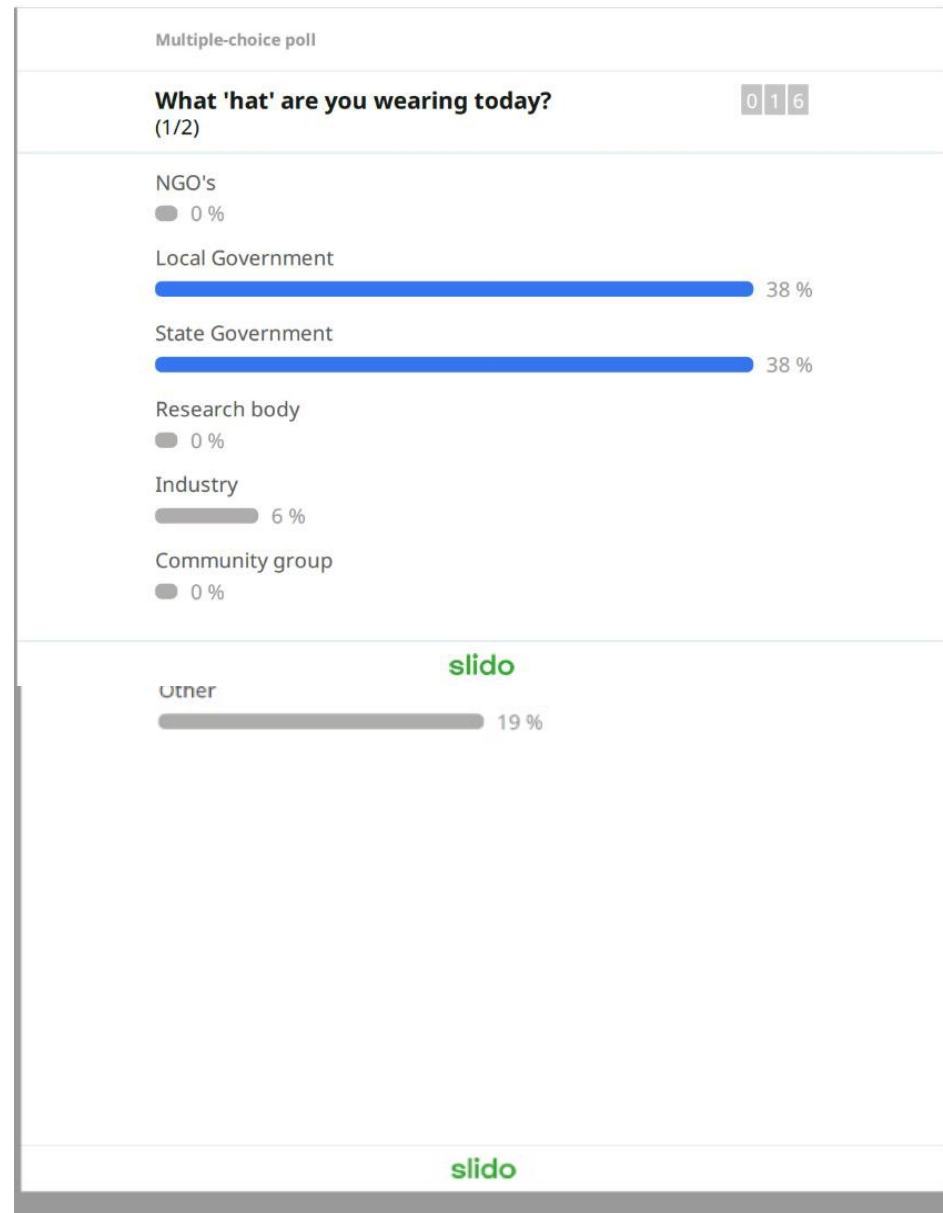 Multiple-choice poll
What 'hat' are you wearing today?
0 1 6
(1/2)
NGO's
0 %
Local Government
38 %
State Government
38 %
Research body
0 %
Industry
6 %
Community group
0 %
slido
Other
19 %
slido